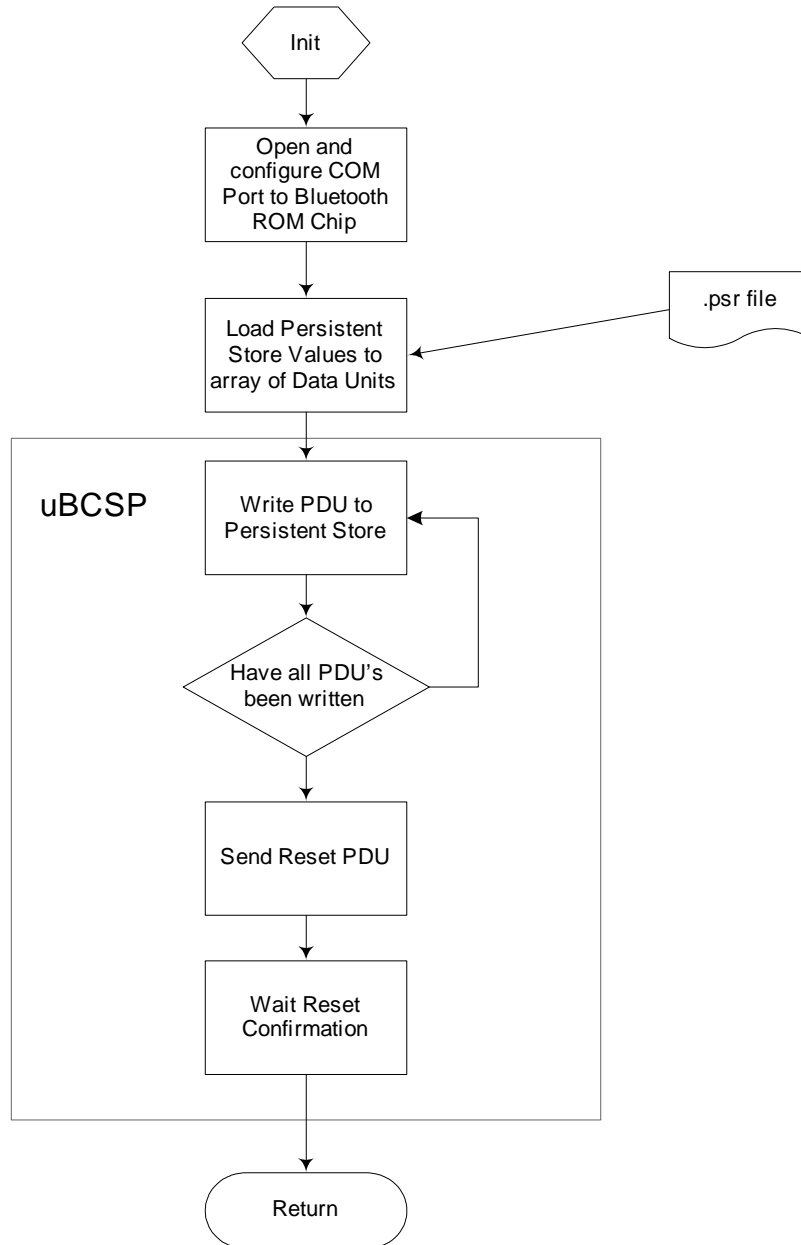 Init
Open and
configure COM
Port to Bluetooth
ROM Chip
.psr file
Load Persistent
Store Values to
array of Data Units
uBCSP
Write PDU to
Persistent Store
Have all PDU's
been written
Send Reset PDU
Wait Reset
Confirmation
Return